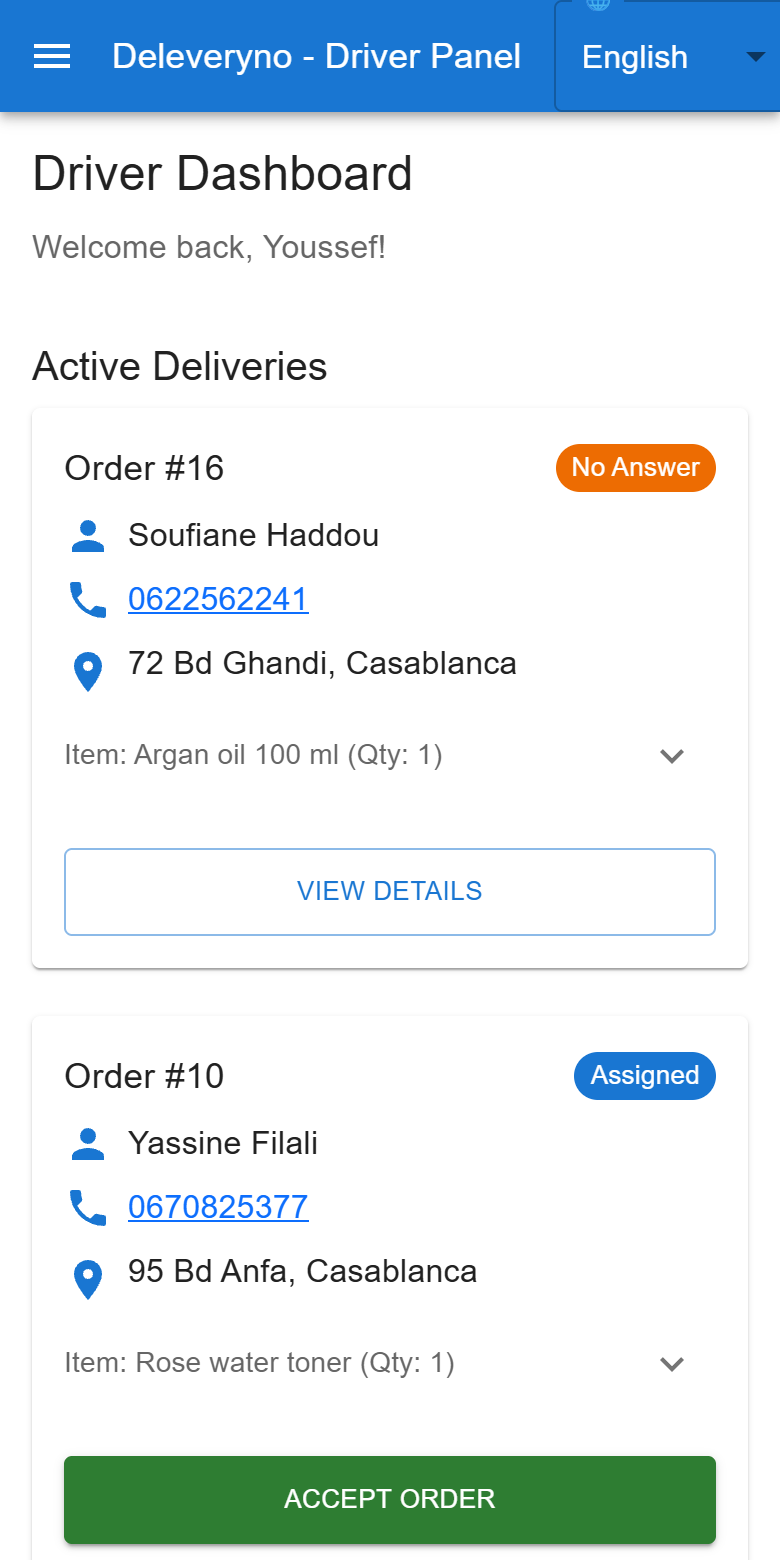 Deleveryno - Driver Panel
English
Driver Dashboard
Welcome back, Youssef!
Active Deliveries
Order #16
No Answer
Soufiane Haddou
0622562241
72 Bd Ghandi, Casablanca
Item: Argan oil 100 ml (Qty: 1)
VIEW DETAILS
Order #10
Assigned
Yassine Filali
0670825377
95 Bd Anfa, Casablanca
Item: Rose water toner (Qty: 1)
ACCEPT ORDER